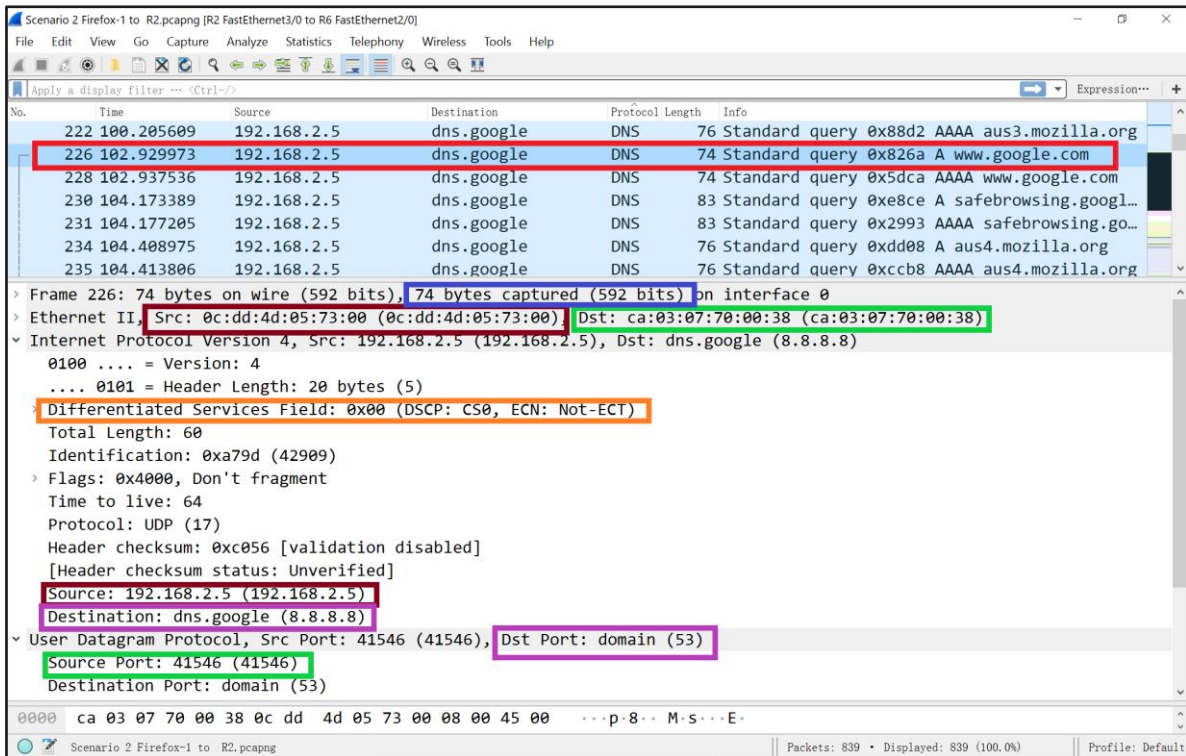 Scenario 2 Firefox-1 to R2.pcapng [R2 FastEthernet3/0 to R6 FastEthernet2/0]
File Edit View Go Capture Analyze Statistics Telephony Wireless Tools Help
Apply a display filter ··· <Ctrl-/> Expression··· +
No. Time Source Destination Protocol Length Info
222 100.205609 192.168.2.5 dns.google DNS 76 Standard query 0x88d2 AAAA aus3.mozilla.org
226 102.929973 192.168.2.5 dns.google DNS 74 Standard query 0x826a A www.google.com
228 102.937536 192.168.2.5 dns.google DNS 74 Standard query 0x5dca AAAA www.google.com
230 104.173389 192.168.2.5 dns.google DNS 83 Standard query 0xe8ce A safebrowsing.googl…
231 104.177205 192.168.2.5 dns.google DNS 83 Standard query 0x2993 AAAA safebrowsing.go…
234 104.408975 192.168.2.5 dns.google DNS 76 Standard query 0xdd08 A aus4.mozilla.org
235 104.413806 192.168.2.5 dns.google DNS 76 Standard query 0xccb8 AAAA aus4.mozilla.org
Frame 226: 74 bytes on wire (592 bits), 74 bytes captured (592 bits) on interface 0
Ethernet II, Src: 0c:dd:4d:05:73:00 (0c:dd:4d:05:73:00), Dst: ca:03:07:70:00:38 (ca:03:07:70:00:38)
Internet Protocol Version 4, Src: 192.168.2.5 (192.168.2.5), Dst: dns.google (8.8.8.8)
0100 .... = Version: 4
.... 0101 = Header Length: 20 bytes (5)
Differentiated Services Field: 0x00 (DSCP: CS0, ECN: Not-ECT)
Total Length: 60
Identification: 0xa79d (42909)
Flags: 0x4000, Don't fragment
Time to live: 64
Protocol: UDP (17)
Header checksum: 0xc056 [validation disabled]
[Header checksum status: Unverified]
Source: 192.168.2.5 (192.168.2.5)
Destination: dns.google (8.8.8.8)
User Datagram Protocol, Src Port: 41546 (41546), Dst Port: domain (53)
Source Port: 41546 (41546)
Destination Port: domain (53)
0000 ca 03 07 70 00 38 0c dd 4d 05 73 00 08 00 45 00 ···p·8·· M·s···E·
Scenario 2 Firefox-1 to R2.pcapng Packets: 839 · Displayed: 839 (100.0%) Profile: Default